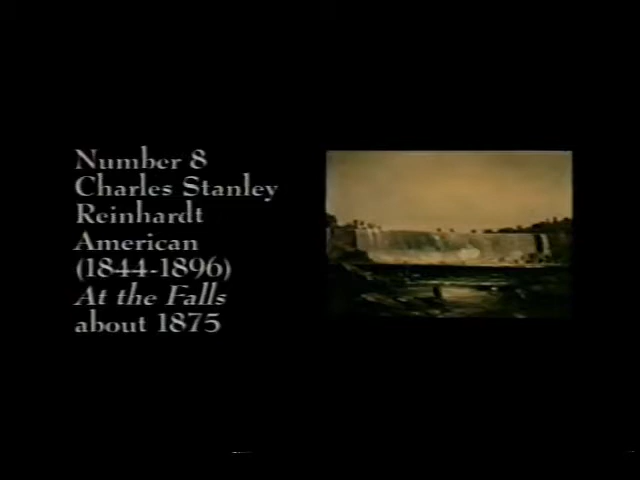 Number 8
Charles Stanley
Reinhardt
American
(1844-1896)
At the Falls
about 1875